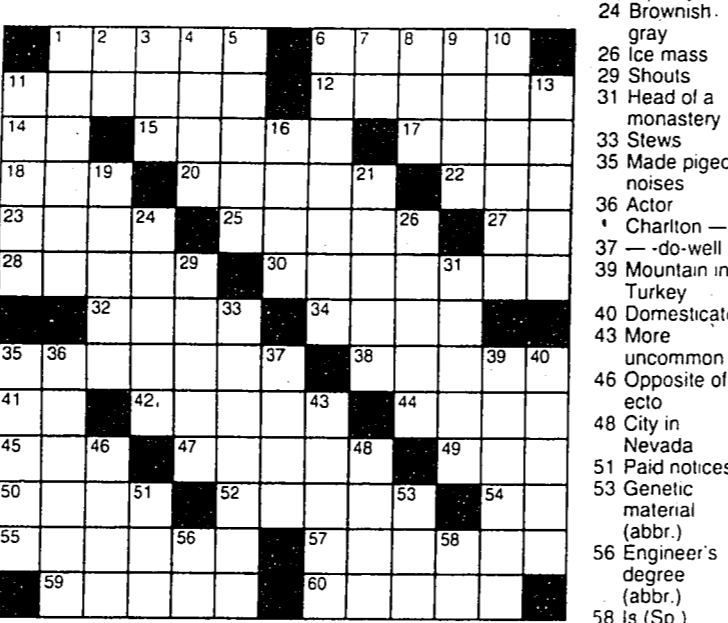 1 2 3 4 5 6 7 8 9 10
11 12 13
14 15 16 17
18 19 20 21 22
23 24 25 26 27
28 29 30 31
32 33 34
35 36 37 38 39 40
41 42 43 44
45 46 47 48 49
50 51 52 53 54
55 56 57 58
59 60
24 Brownish
gray
26 Ice mass
29 Shouts
31 Head of a
monastery
33 Stews
35 Made
noises
36 Actor
Charlton —
37 — -do-well
39 Mountain in
Turkey
40
43 More
uncommon
46 Opposite of
ecto
48 City in
Nevada
51 Paid notices
53 Genetic
material
(abbr.)
56 Engineer's
degree
(abbr.)
58 Is (Sp.)